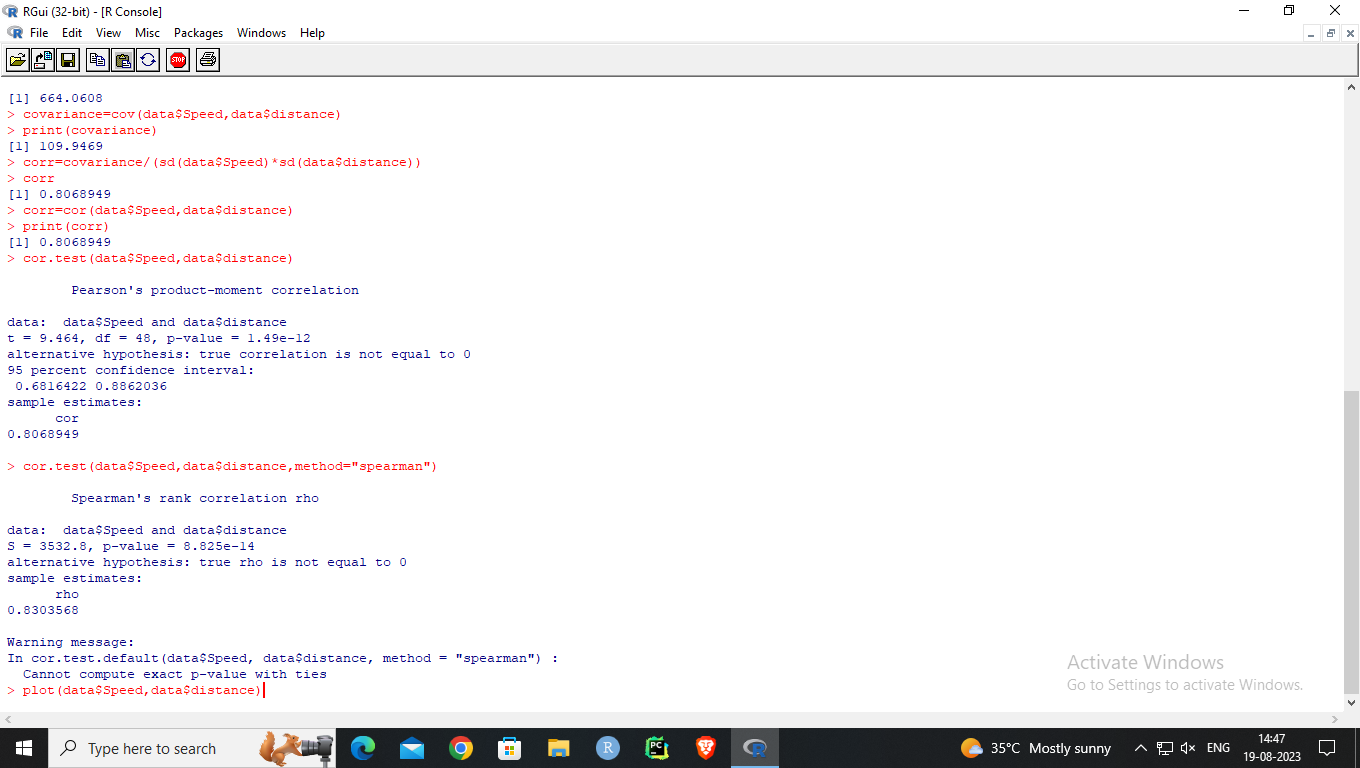 RGui (32-bit) - [R Console]
File Edit View Misc Packages Windows Help
STOP
[1] 664.0608
> covariance=cov(data$Speed,data$distance)
> print(covariance)
[1] 109.9469
> corr=covariance/(sd(data$Speed)*sd(data$distance))
> corr
[1] 0.8068949
> corr=cor(data$Speed,data$distance)
> print(corr)
[1] 0.8068949
> cor.test(data$Speed,data$distance)
Pearson's product-moment correlation
data:  data$Speed and data$distance
t = 9.464, df = 48, p-value = 1.49e-12
alternative hypothesis: true correlation is not equal to 0
95 percent confidence interval:
0.6816422 0.8862036
sample estimates:
cor
0.8068949
> cor.test(data$Speed,data$distance,method="spearman")
Spearman's rank correlation rho
data:  data$Speed and data$distance
S = 3532.8, p-value = 8.825e-14
alternative hypothesis: true rho is not equal to 0
sample estimates:
rho
0.8303568
Warning message:
In cor.test.default(data$Speed, data$distance, method = "spearman") :
Cannot compute exact p-value with ties
> plot(data$Speed,data$distance)
Activate Windows
Go to Settings to activate Windows.
Type here to search
R
PC
R
35°C Mostly sunny
ENG
14:47
19-08-2023